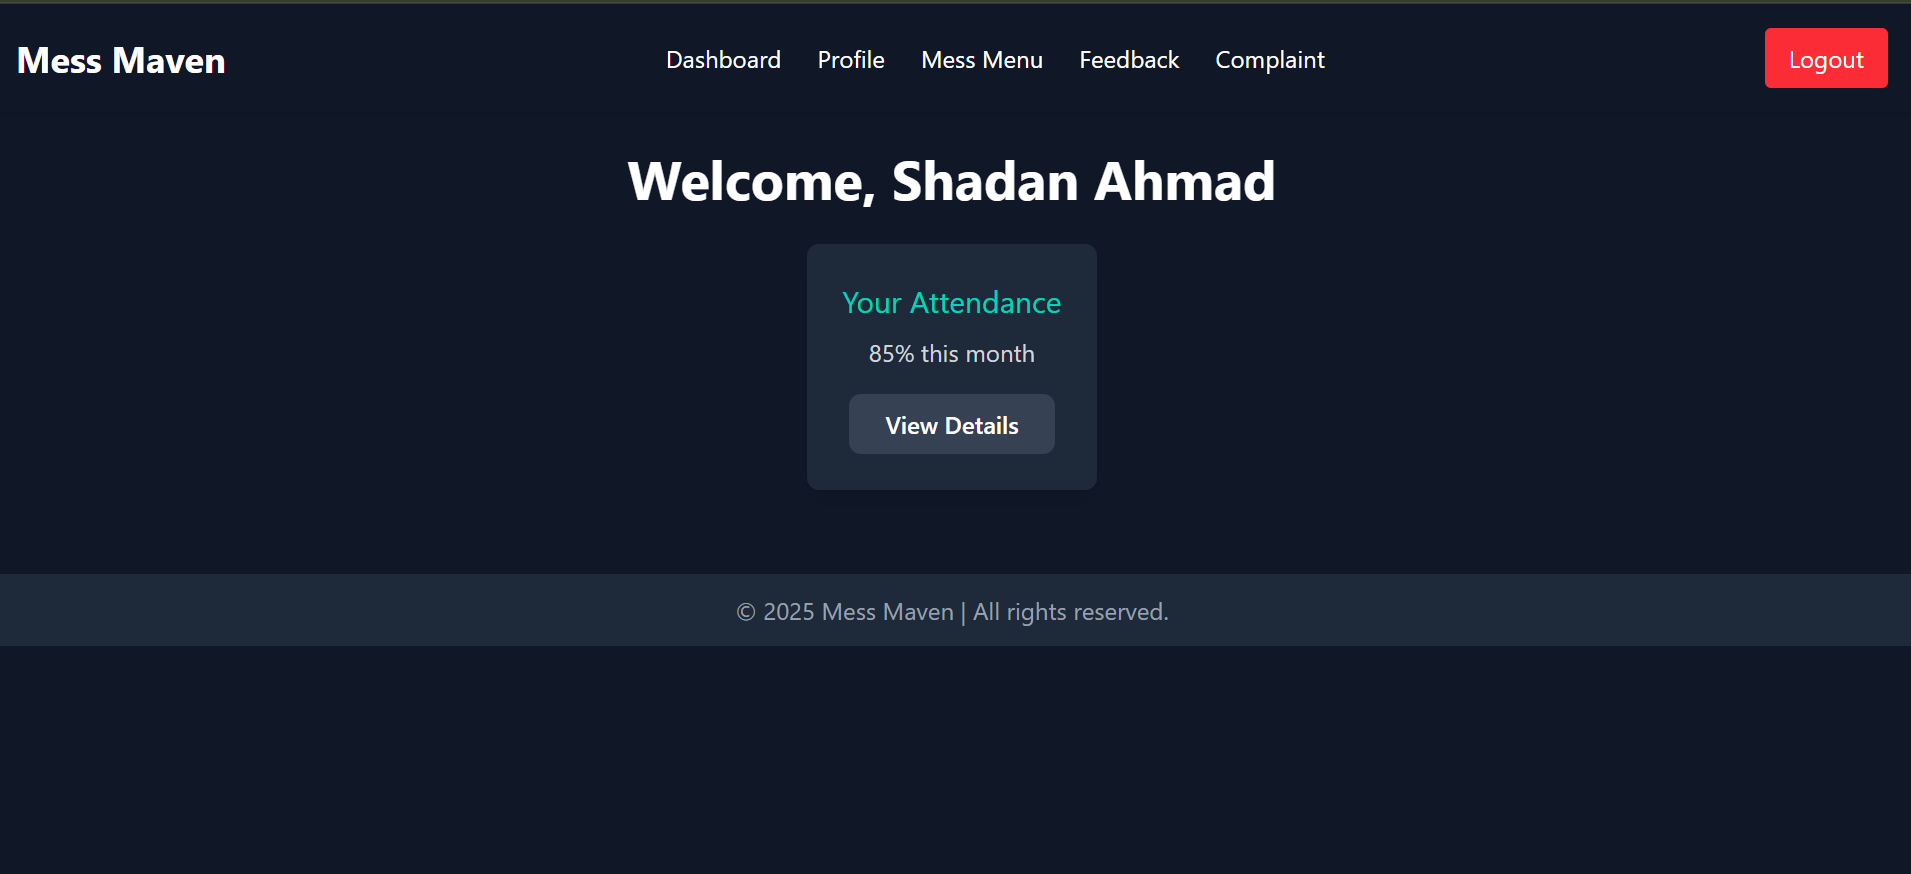 Mess Maven
Dashboard Profile Mess Menu Feedback Complaint
Logout
Welcome, Shadan Ahmad
Your Attendance
85% this month
View Details
© 2025 Mess Maven | All rights reserved.